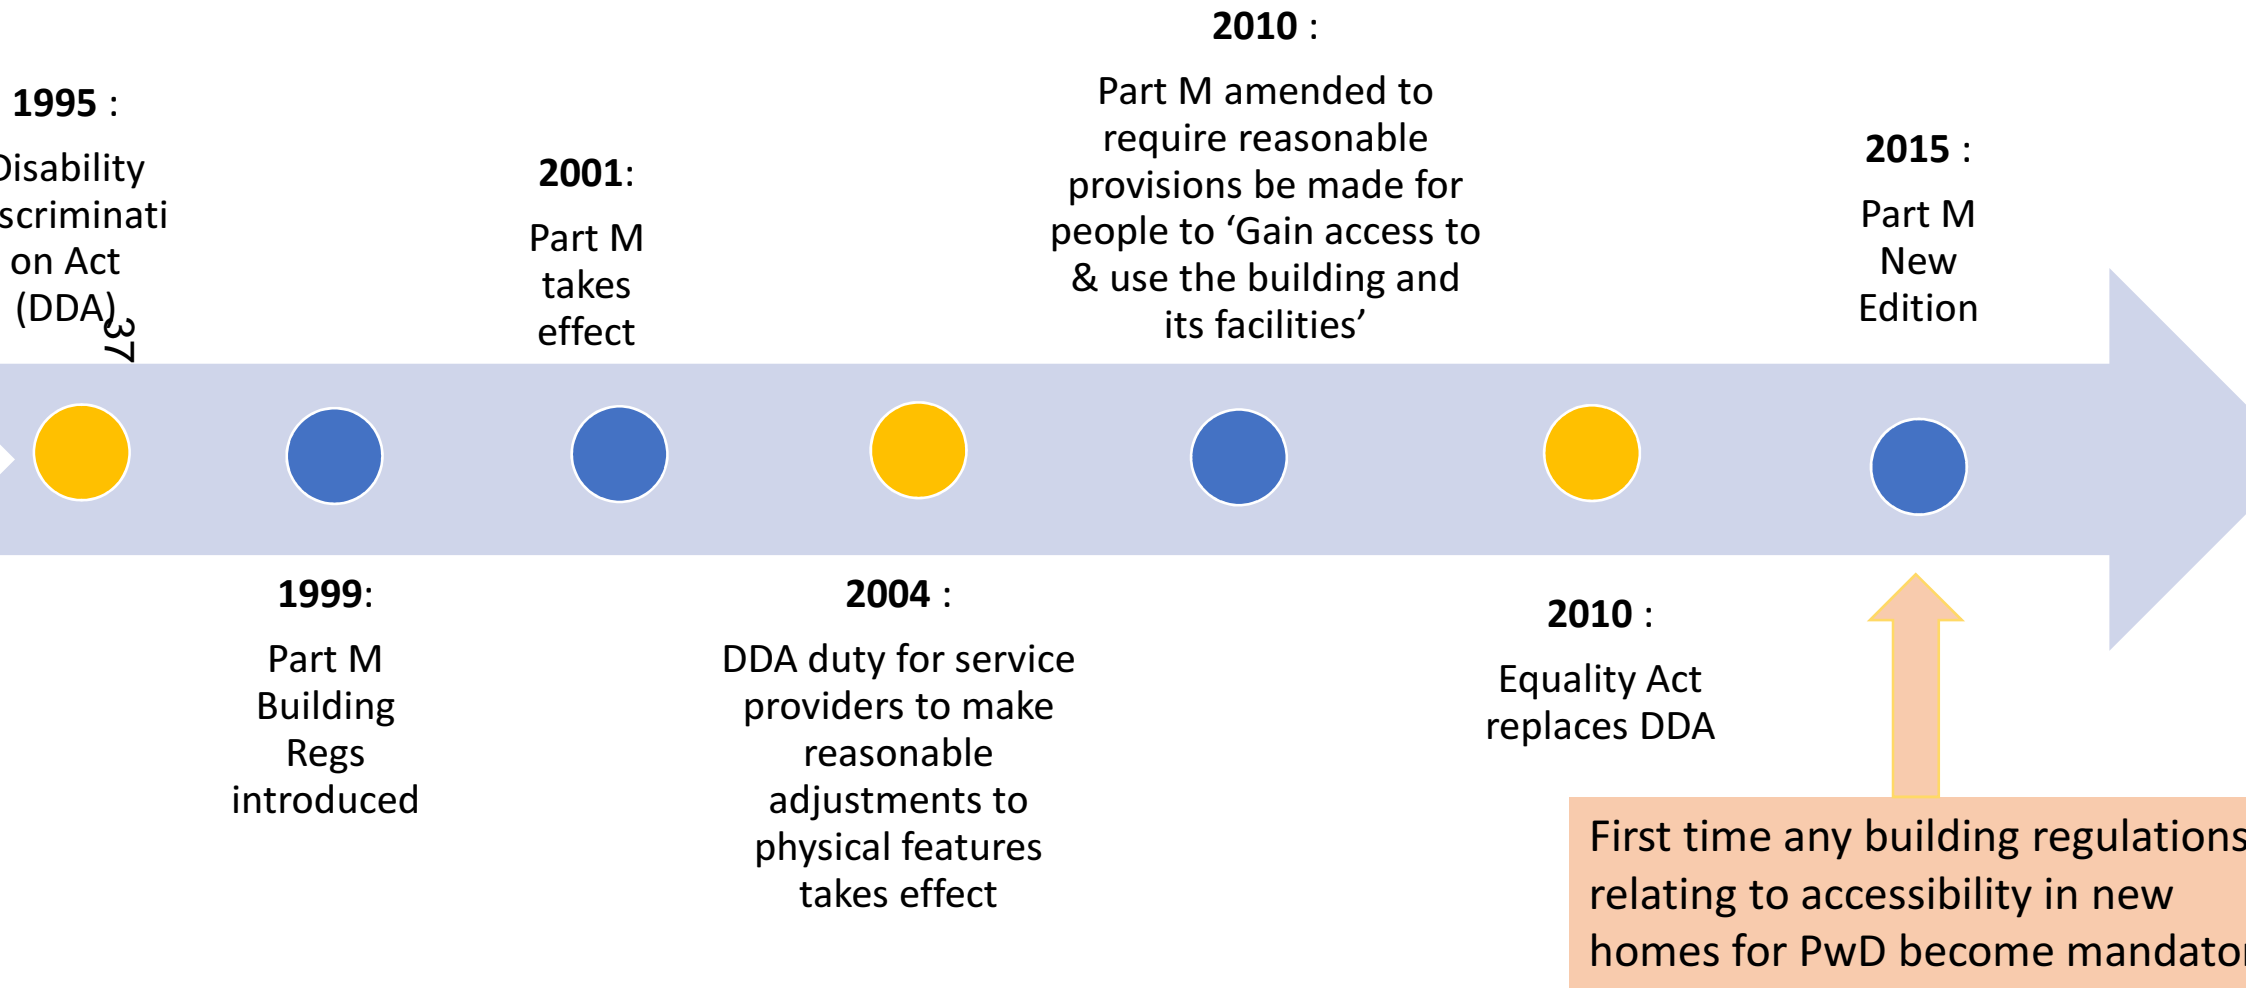 1995 :
Disability
scriminati
on Act
(DDA)
37
1999:
Part M
Building
Regs
introduced
2001:
Part M
takes
effect
2004 :
DDA duty for service
providers to make
reasonable
adjustments to
physical features
takes effect
2010 :
Part M amended to
require reasonable
provisions be made for
people to ‘Gain access to
& use the building and
its facilities’
2010 :
Equality Act
replaces DDA
2015 :
Part M
New
Edition
First time any building regulations
relating to accessibility in new
homes for PwD become mandator